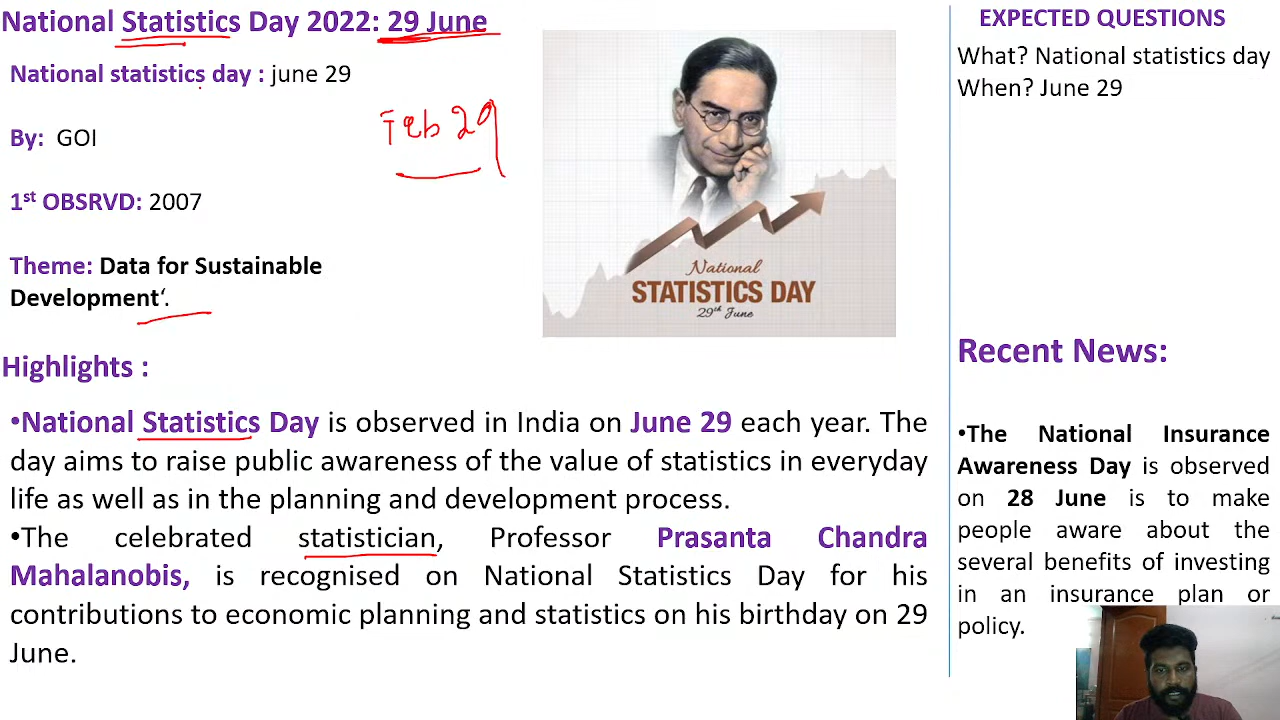 National Statistics Day 2022: 29 June
National statistics day : june 29
Feb 29
By: GOI
1st OBSRVD: 2007
Theme: Data for Sustainable
Development‘.
National
STATISTICS DAY
29th June
Highlights :
•National Statistics Day is observed in India on June 29 each year. The
day aims to raise public awareness of the value of statistics in everyday
life as well as in the planning and development process.
•The celebrated statistician, Professor Prasanta Chandra
Mahalanobis, is recognised on National Statistics Day for his
contributions to economic planning and statistics on his birthday on 29
June.
EXPECTED QUESTIONS
What? National statistics day
When? June 29
Recent News:
•The National Insurance
Awareness Day is observed
on 28 June is to make
people aware about the
several benefits of investing
in an insurance plan or
policy.